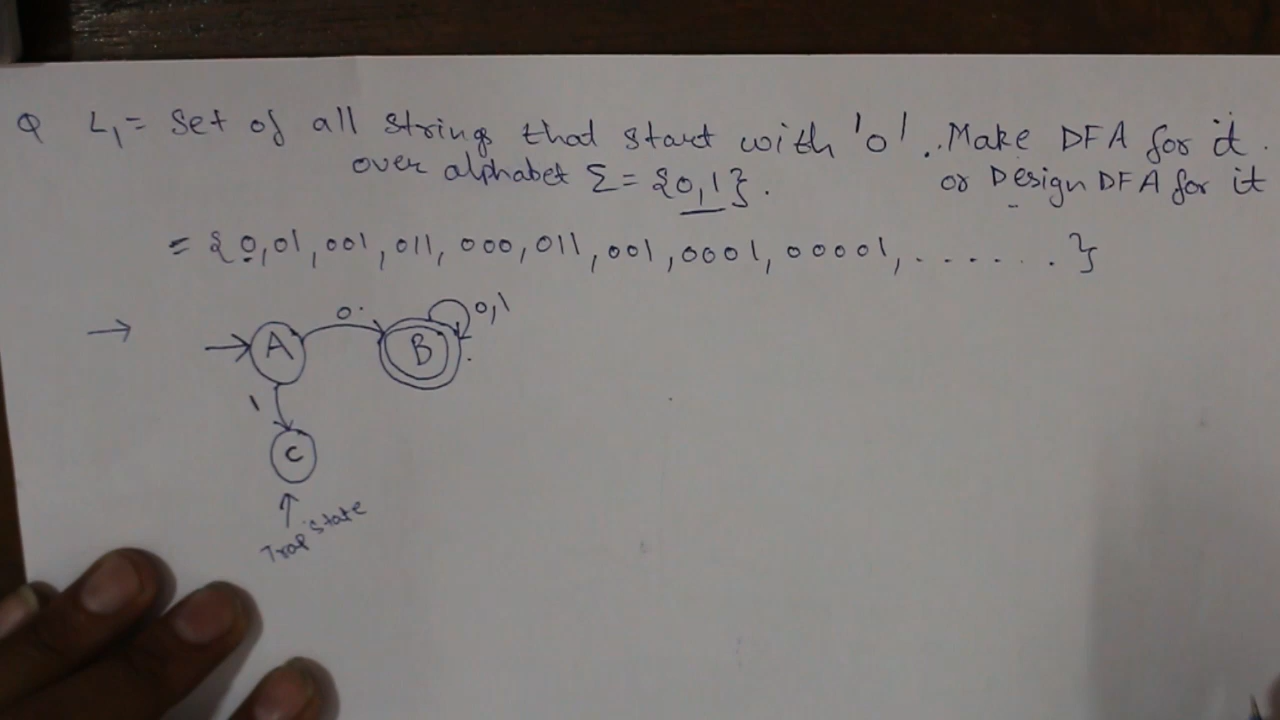 Q L₁ = Set of all strings that start with '0'. Make DFA for it.
over alphabet Σ = {0,1}. or Design DFA for it
= {0,01,001,011,000,011,001,0001,00001,.......}
→
0
0,1
A
B
1
C
Trap state